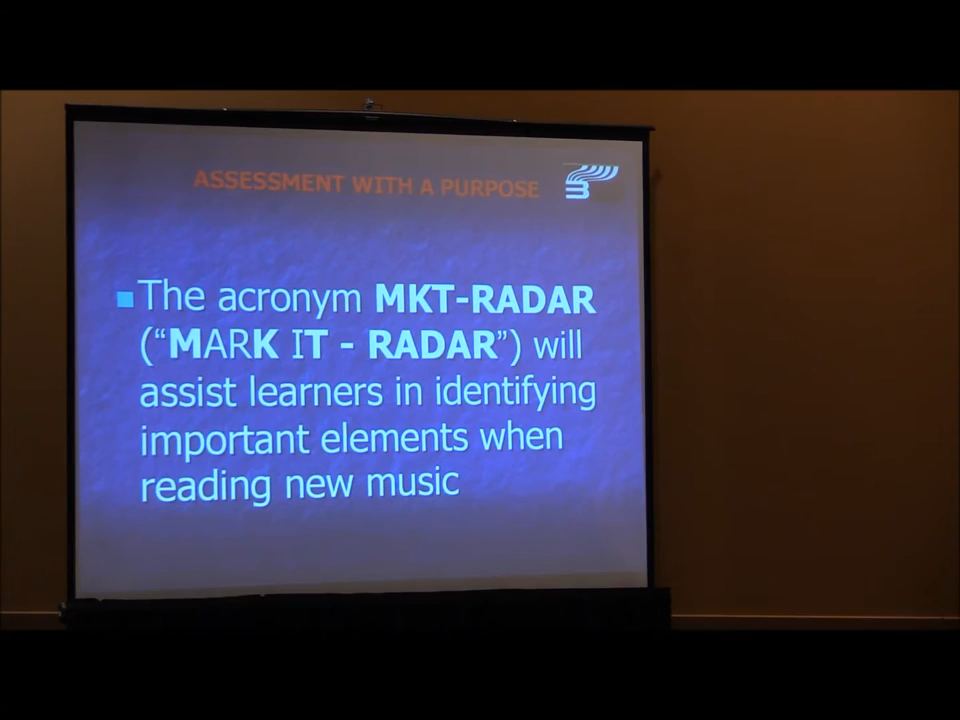 ASSESSMENT WITH A PURPOSE
The acronym MKT-RADAR
(“MARK IT - RADAR”) will
assist learners in identifying
important elements when
reading new music